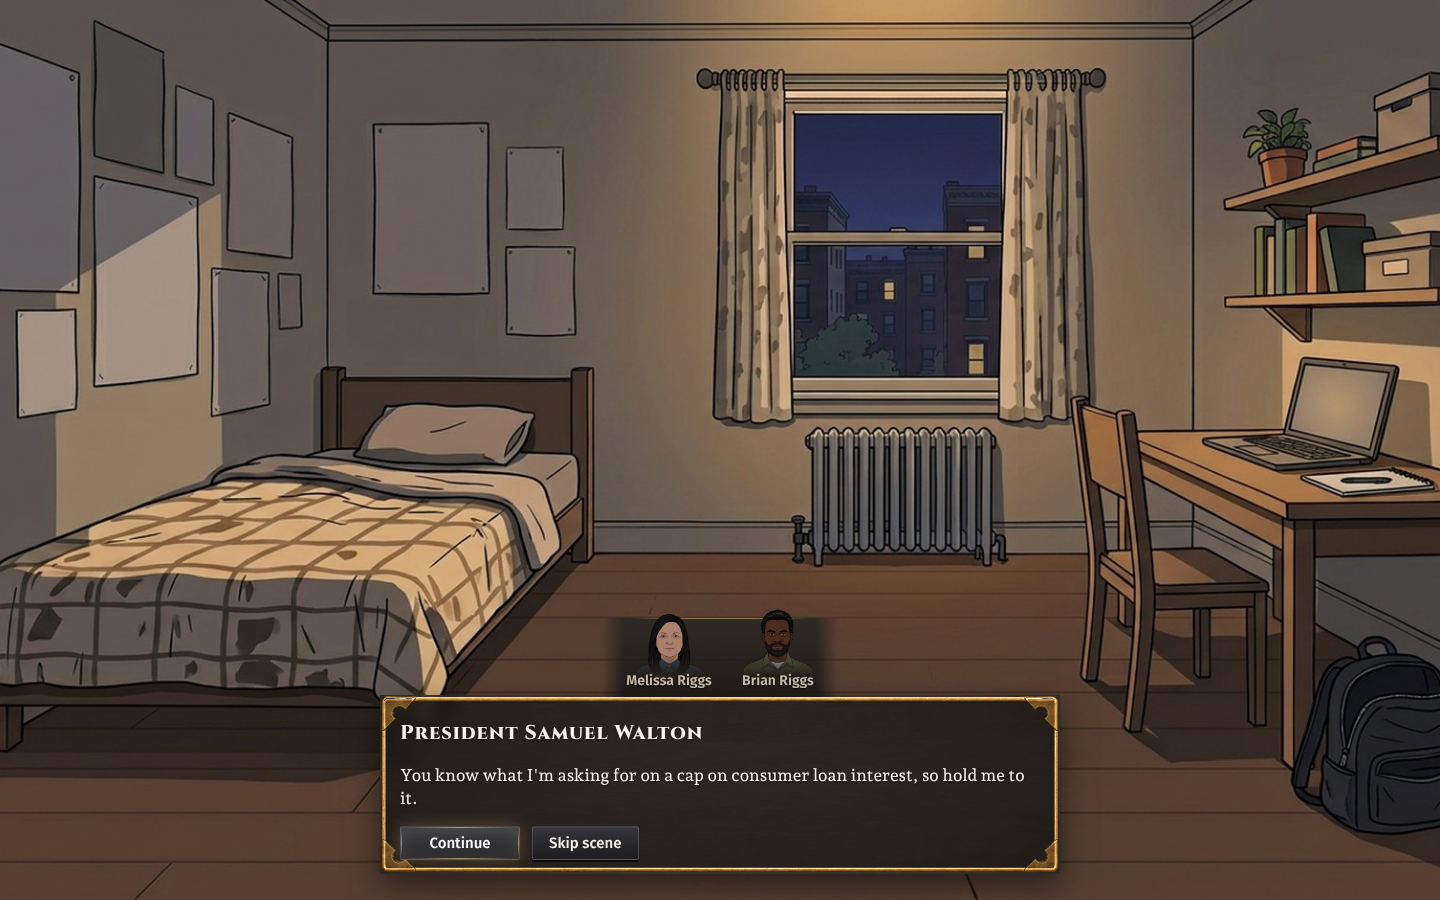 Melissa Riggs
Brian Riggs
President Samuel Walton
You know what I'm asking for on a cap on consumer loan interest, so hold me to
it.
Continue
Skip scene